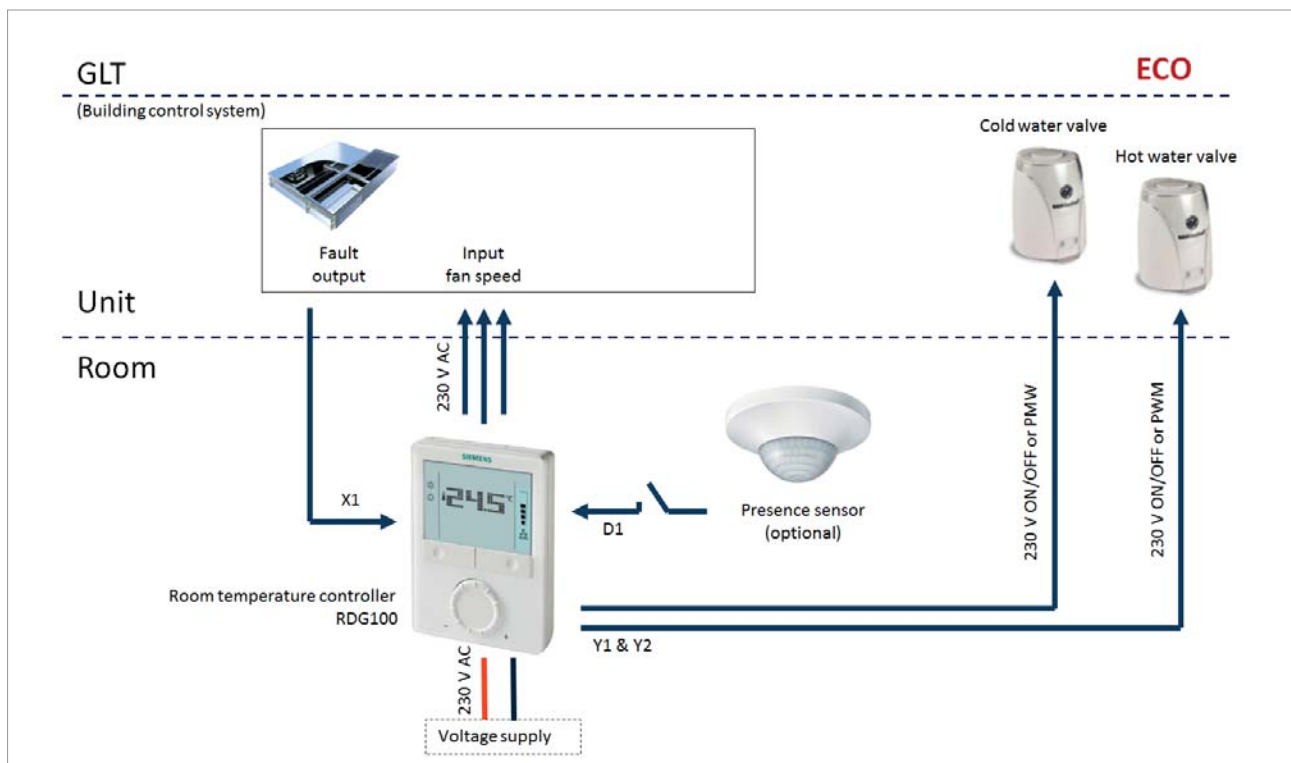 GLT
ECO
(Building control system)
Cold water valve
Hot water valve
Fault
output
Input
fan speed
Unit
Room
230 V AC
SIEMENS
24.5 °C
X1
D1
Presence sensor
(optional)
230 V ON/OFF or PMW
230 V ON/OFF or PWM
Room temperature controller
RDG100
Y1 & Y2
230 V AC
Voltage supply